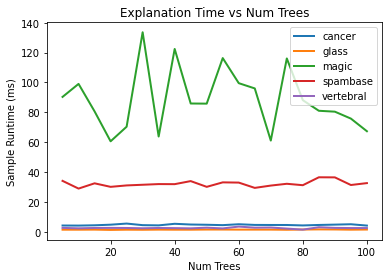 Explanation Time vs Num Trees
Sample Runtime (ms)
140
120
100
80
60
40
20
0
cancer
glass
magic
spambase
vertebral
20
40
60
80
100
Num Trees